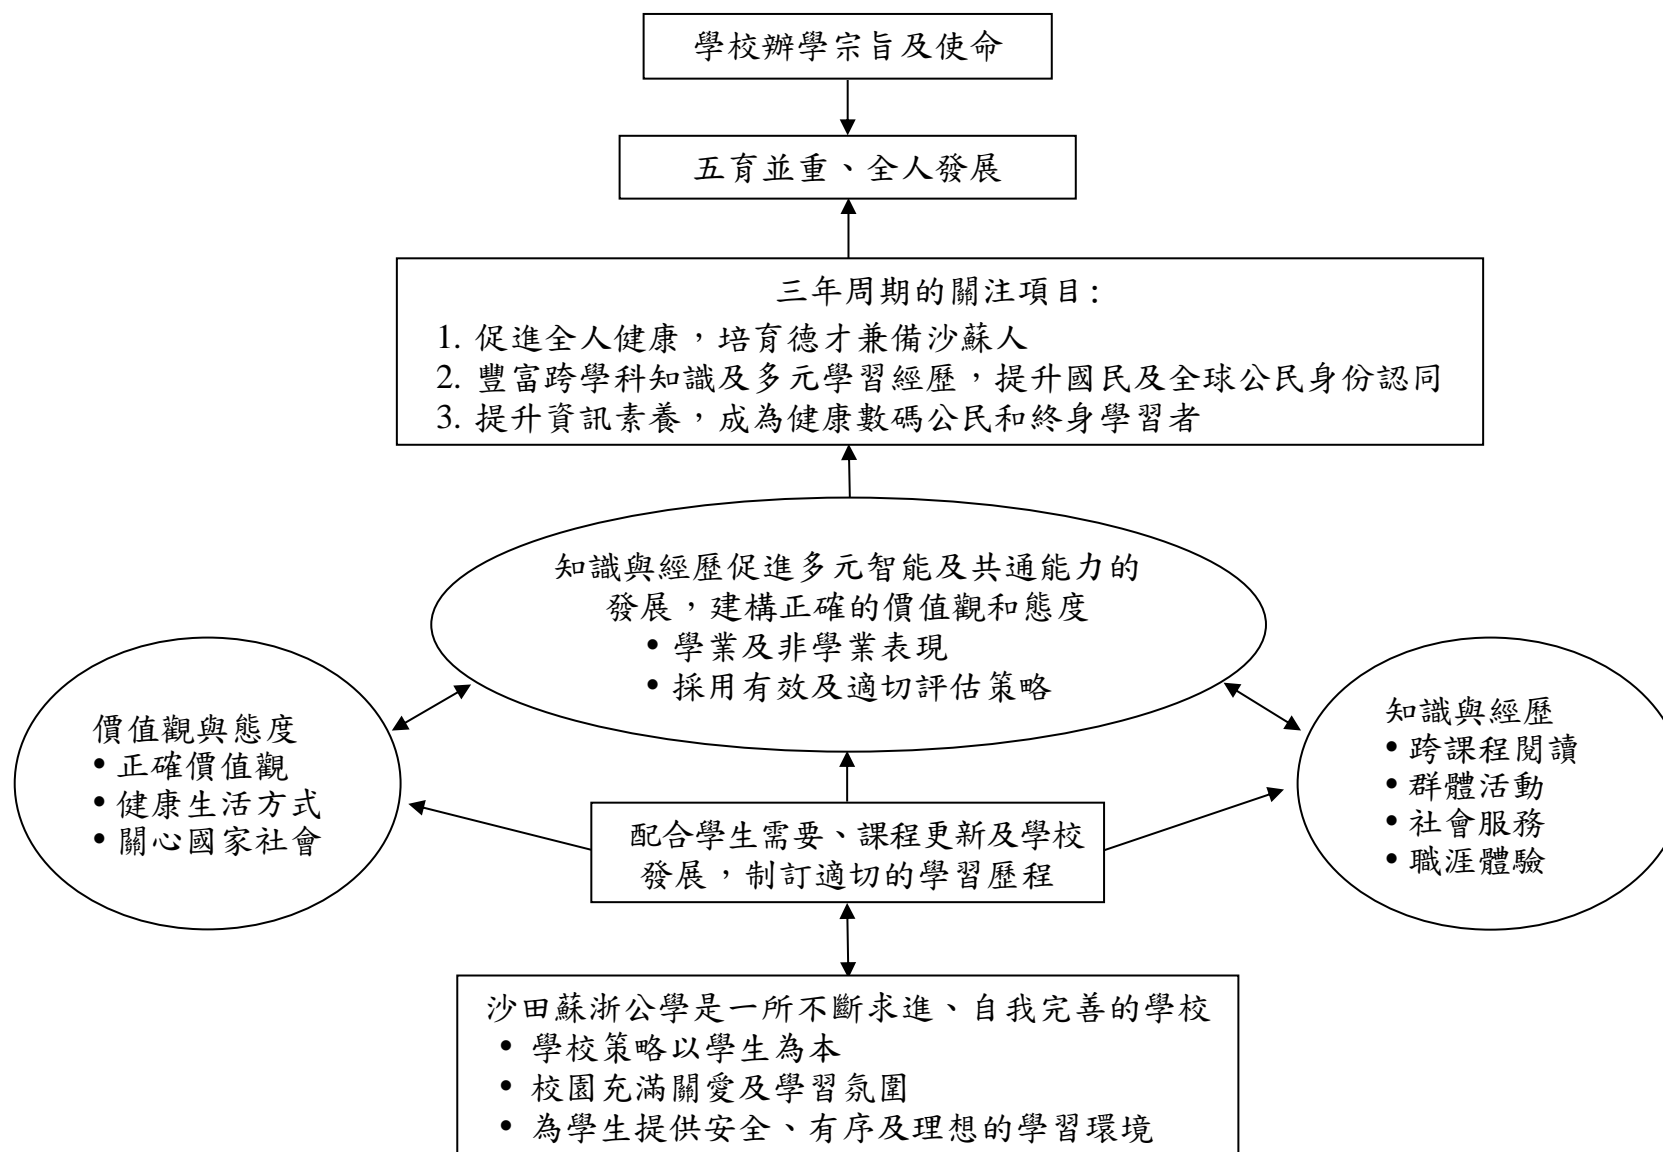 學校辦學宗旨及使命
五育並重、全人發展
三年周期的關注項目：
1. 促進全人健康，培育德才兼備沙蘇人
2. 豐富跨學科知識及多元學習經歷，提升國民及全球公民身份認同
3. 提升資訊素養，成為健康數碼公民和終身學習者
知識與經歷促進多元智能及共通能力的
發展，建構正確的價值觀和態度
• 學業及非學業表現
• 採用有效及適切評估策略
價值觀與態度
• 正確價值觀
• 健康生活方式
• 關心國家社會
知識與經歷
• 跨課程閱讀
• 群體活動
• 社會服務
• 職涯體驗
配合學生需要、課程更新及學校
發展，制訂適切的學習歷程
沙田蘇浙公學是一所不斷求進、自我完善的學校
• 學校策略以學生為本
• 校園充滿關愛及學習氛圍
• 為學生提供安全、有序及理想的學習環境